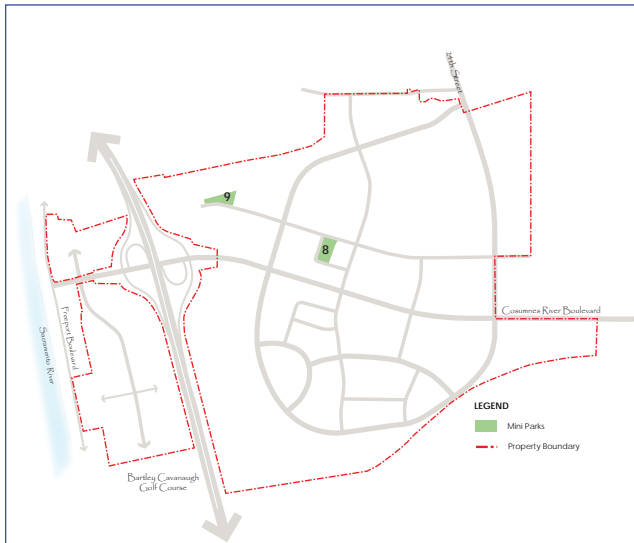 24th Street
9
8
Cosumnes River Boulevard
Freeport Boulevard
Sacramento River
LEGEND
Mini Parks
Property Boundary
Bartley Cavanaugh
Golf Course